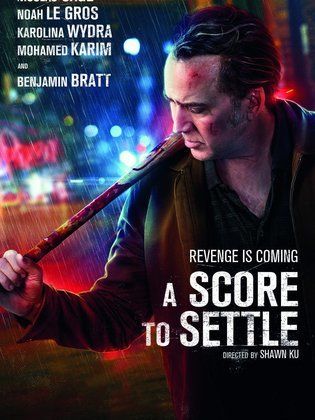 NOAH LE GROS
KAROLINA WYDRA
MOHAMED KARIM
AND
BENJAMIN BRATT
REVENGE IS COMING
A SCORE
TO SETTLE
DIRECTED BY SHAWN KU